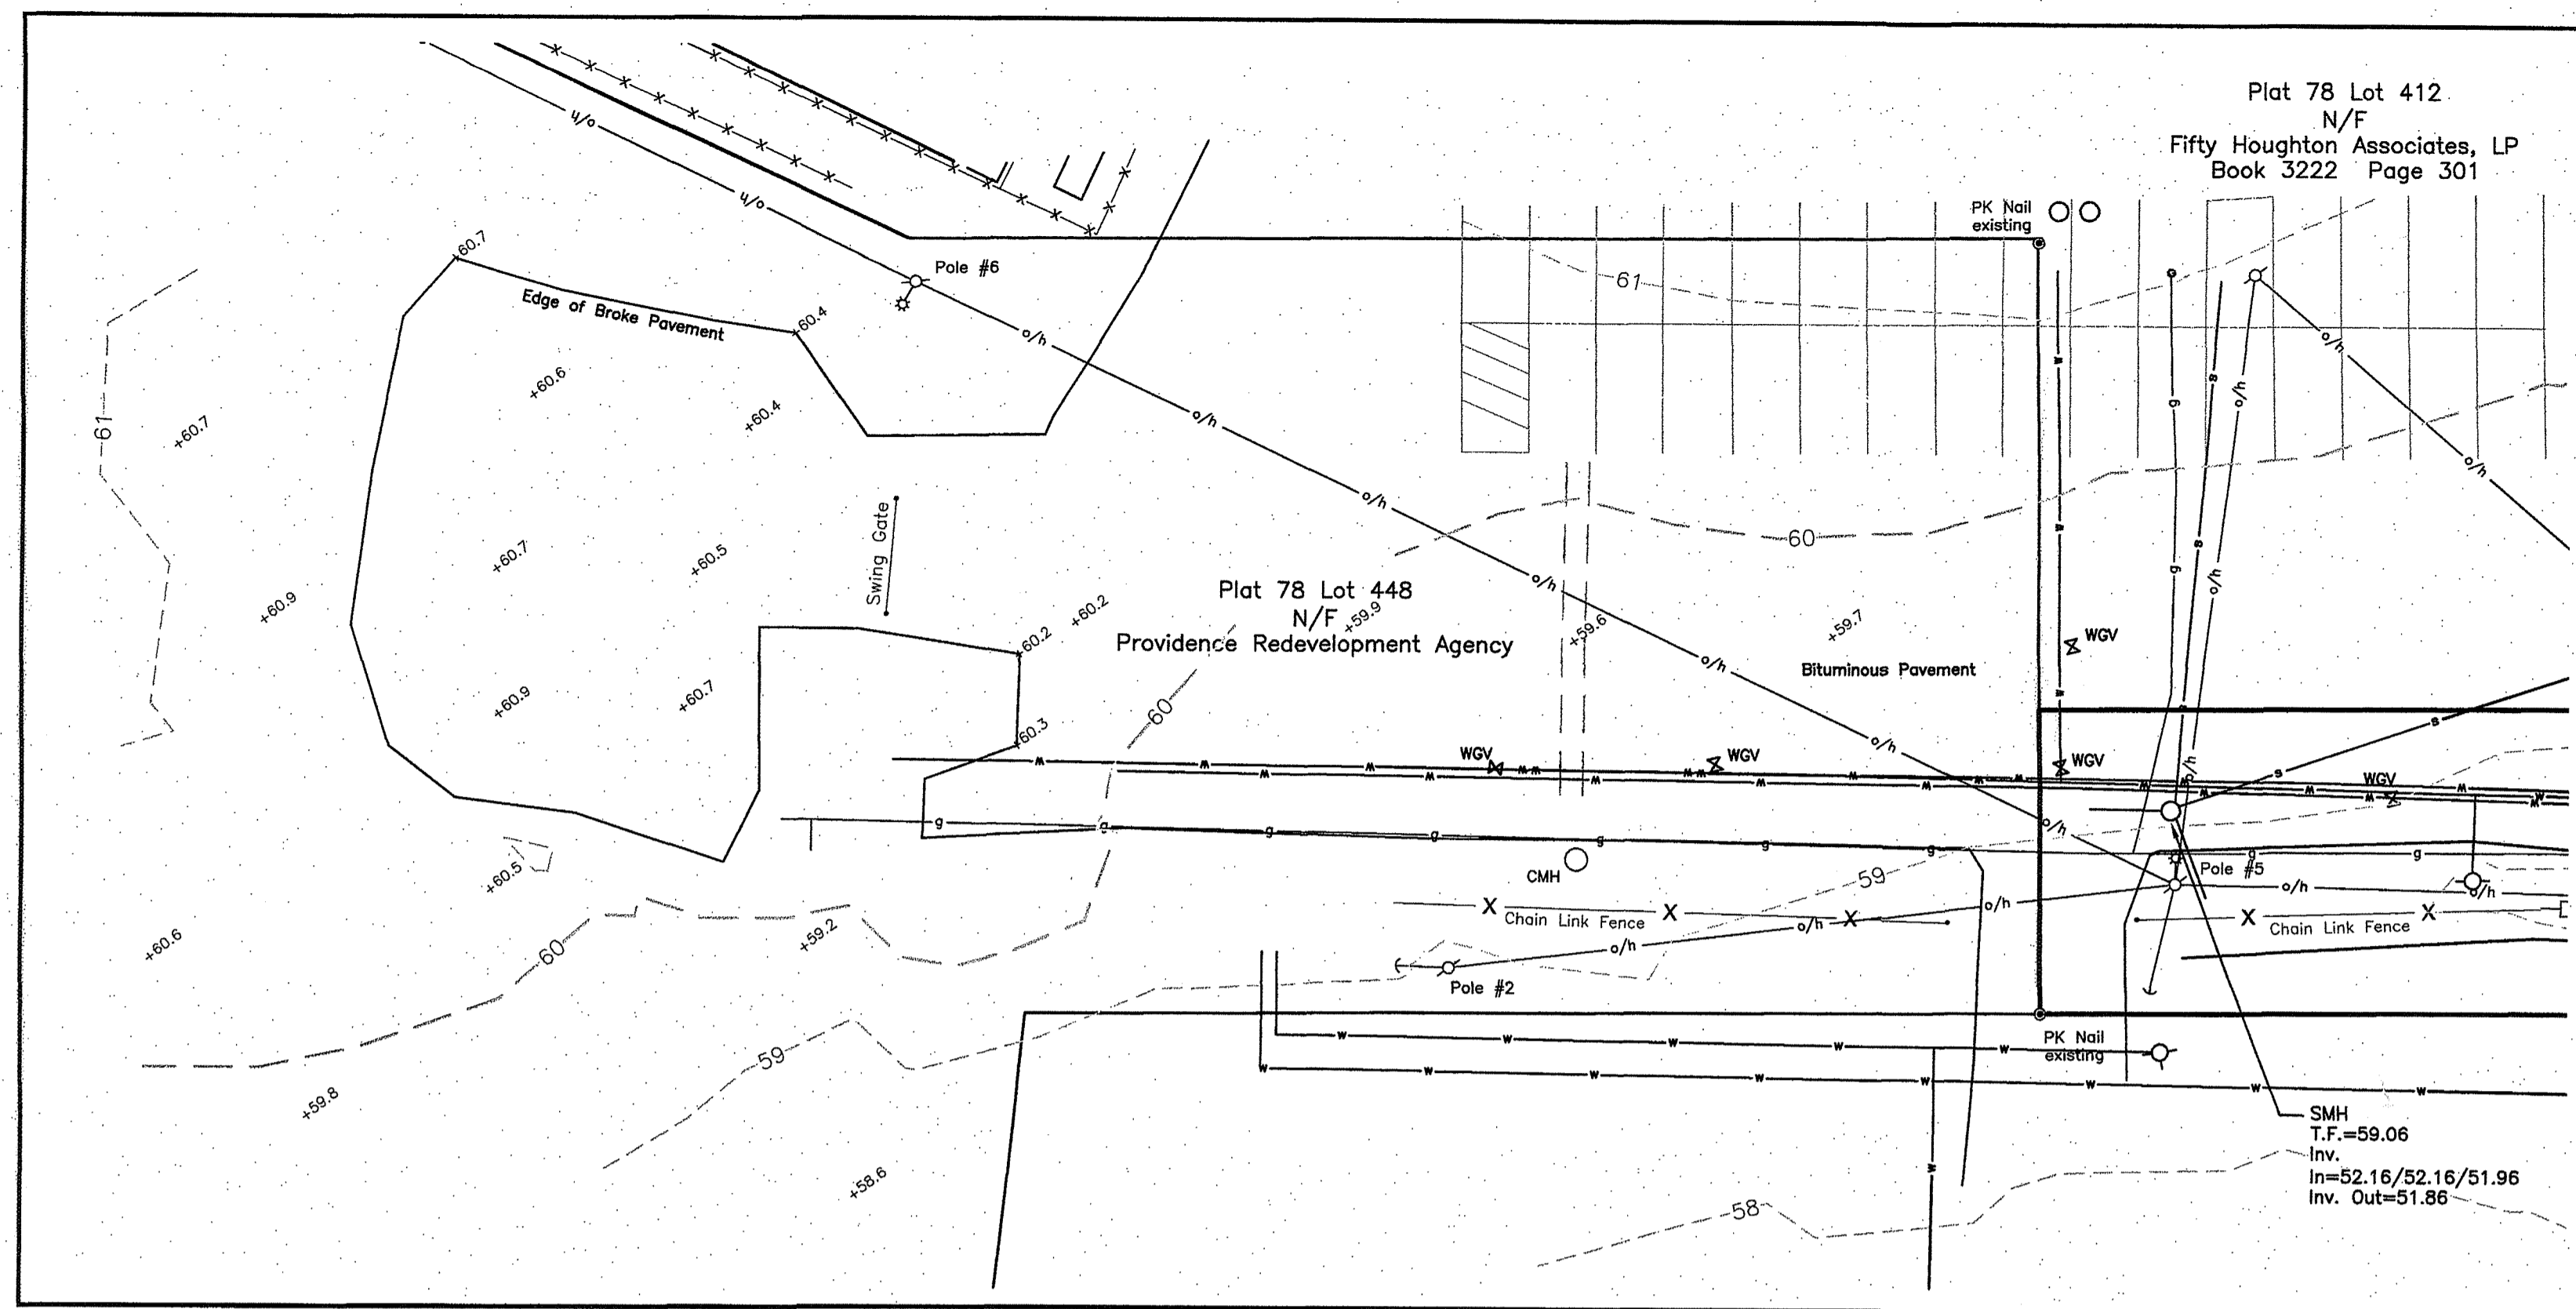 Plat 78 Lot 412
N/F
Fifty Houghton Associates, LP
Book 3222 Page 301
o/h
o/h
PK Nail
existing
+60.7
Pole #6
Edge of Broke Pavement
+60.4
o/h
61
o/h
+60.6
+60.4
o/h
61
+60.7
g
s
o/h
o/h
o/h
w
w
o/h
60
+60.7
+60.5
Swing Gate
o/h
g
s
o/h
Plat 78 Lot 448
N/F
Providence Redevelopment Agency
+60.9
+60.2
+60.2
+59.9
+59.6
+59.7
o/h
Bituminous Pavement
WGV
+60.9
+60.7
60
+60.3
w
o/h
s
WGV
WGV
WGV
s
WGV
w w w w w w w w
w w w w w w w w
o/h
o/h
g g g g g g g g g
CMH
59
Pole #5
+60.5
X X X
Chain Link Fence
o/h
o/h
o/h
o/h
o/h
X X
Chain Link Fence
+60.6
60
+59.2
o/h
Pole #2
59
PK Nail
existing
w w w w w
w w w w w w w w
+59.8
w
+58.6
58
SMH
T.F.=59.06
Inv.
In=52.16/52.16/51.96
Inv. Out=51.86